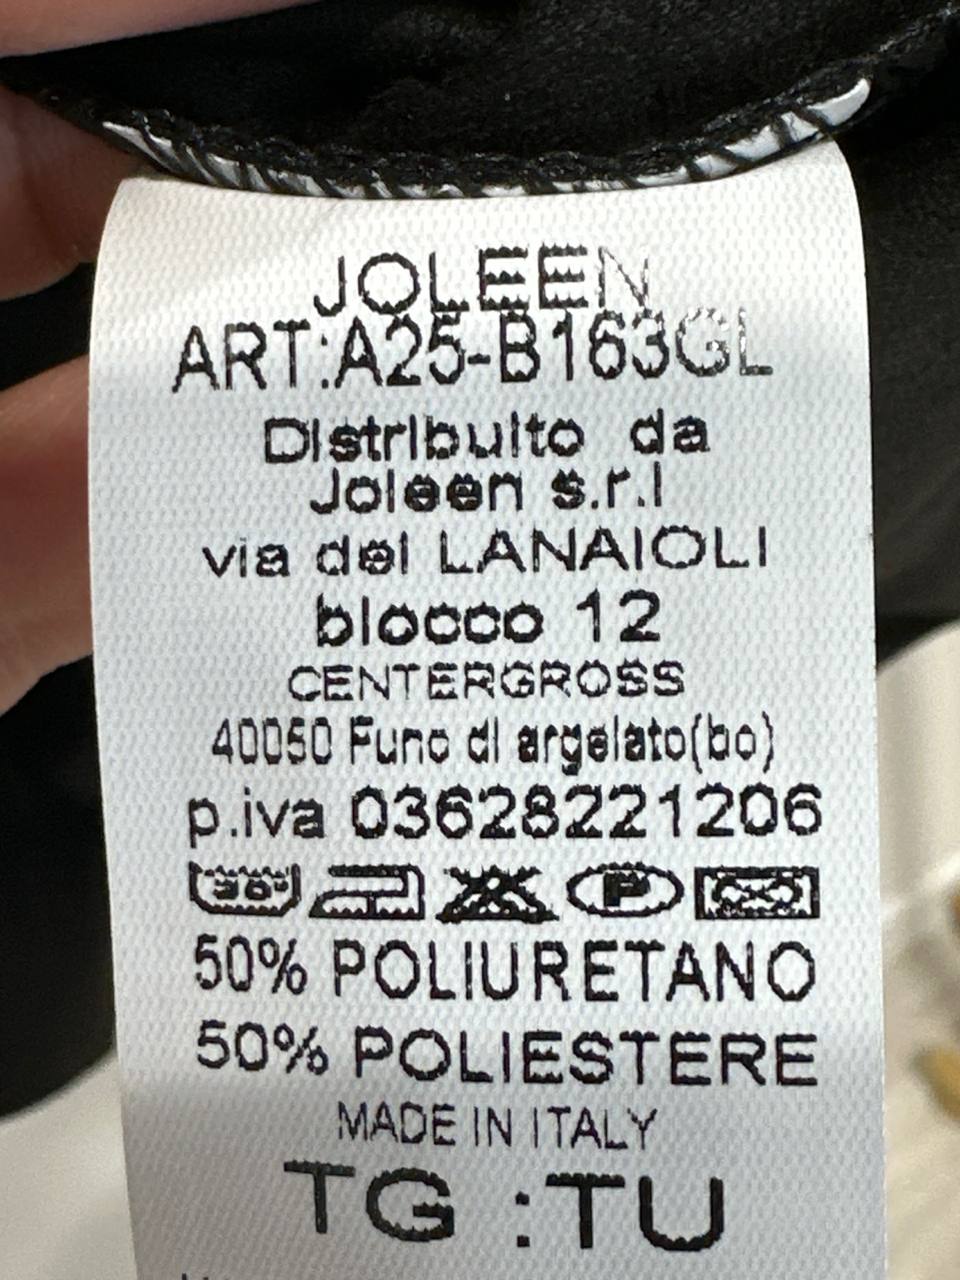 JOLEEN
ART:A25-B163GL
Distribuito da
Joleen s.r.l
via dei LANAIOLI
blocco 12
CENTERGROSS
40050 Funo di argelato(bo)
p.iva 03628221206
30° P
50% POLIURETANO
50% POLIESTERE
MADE IN ITALY
TG :TU